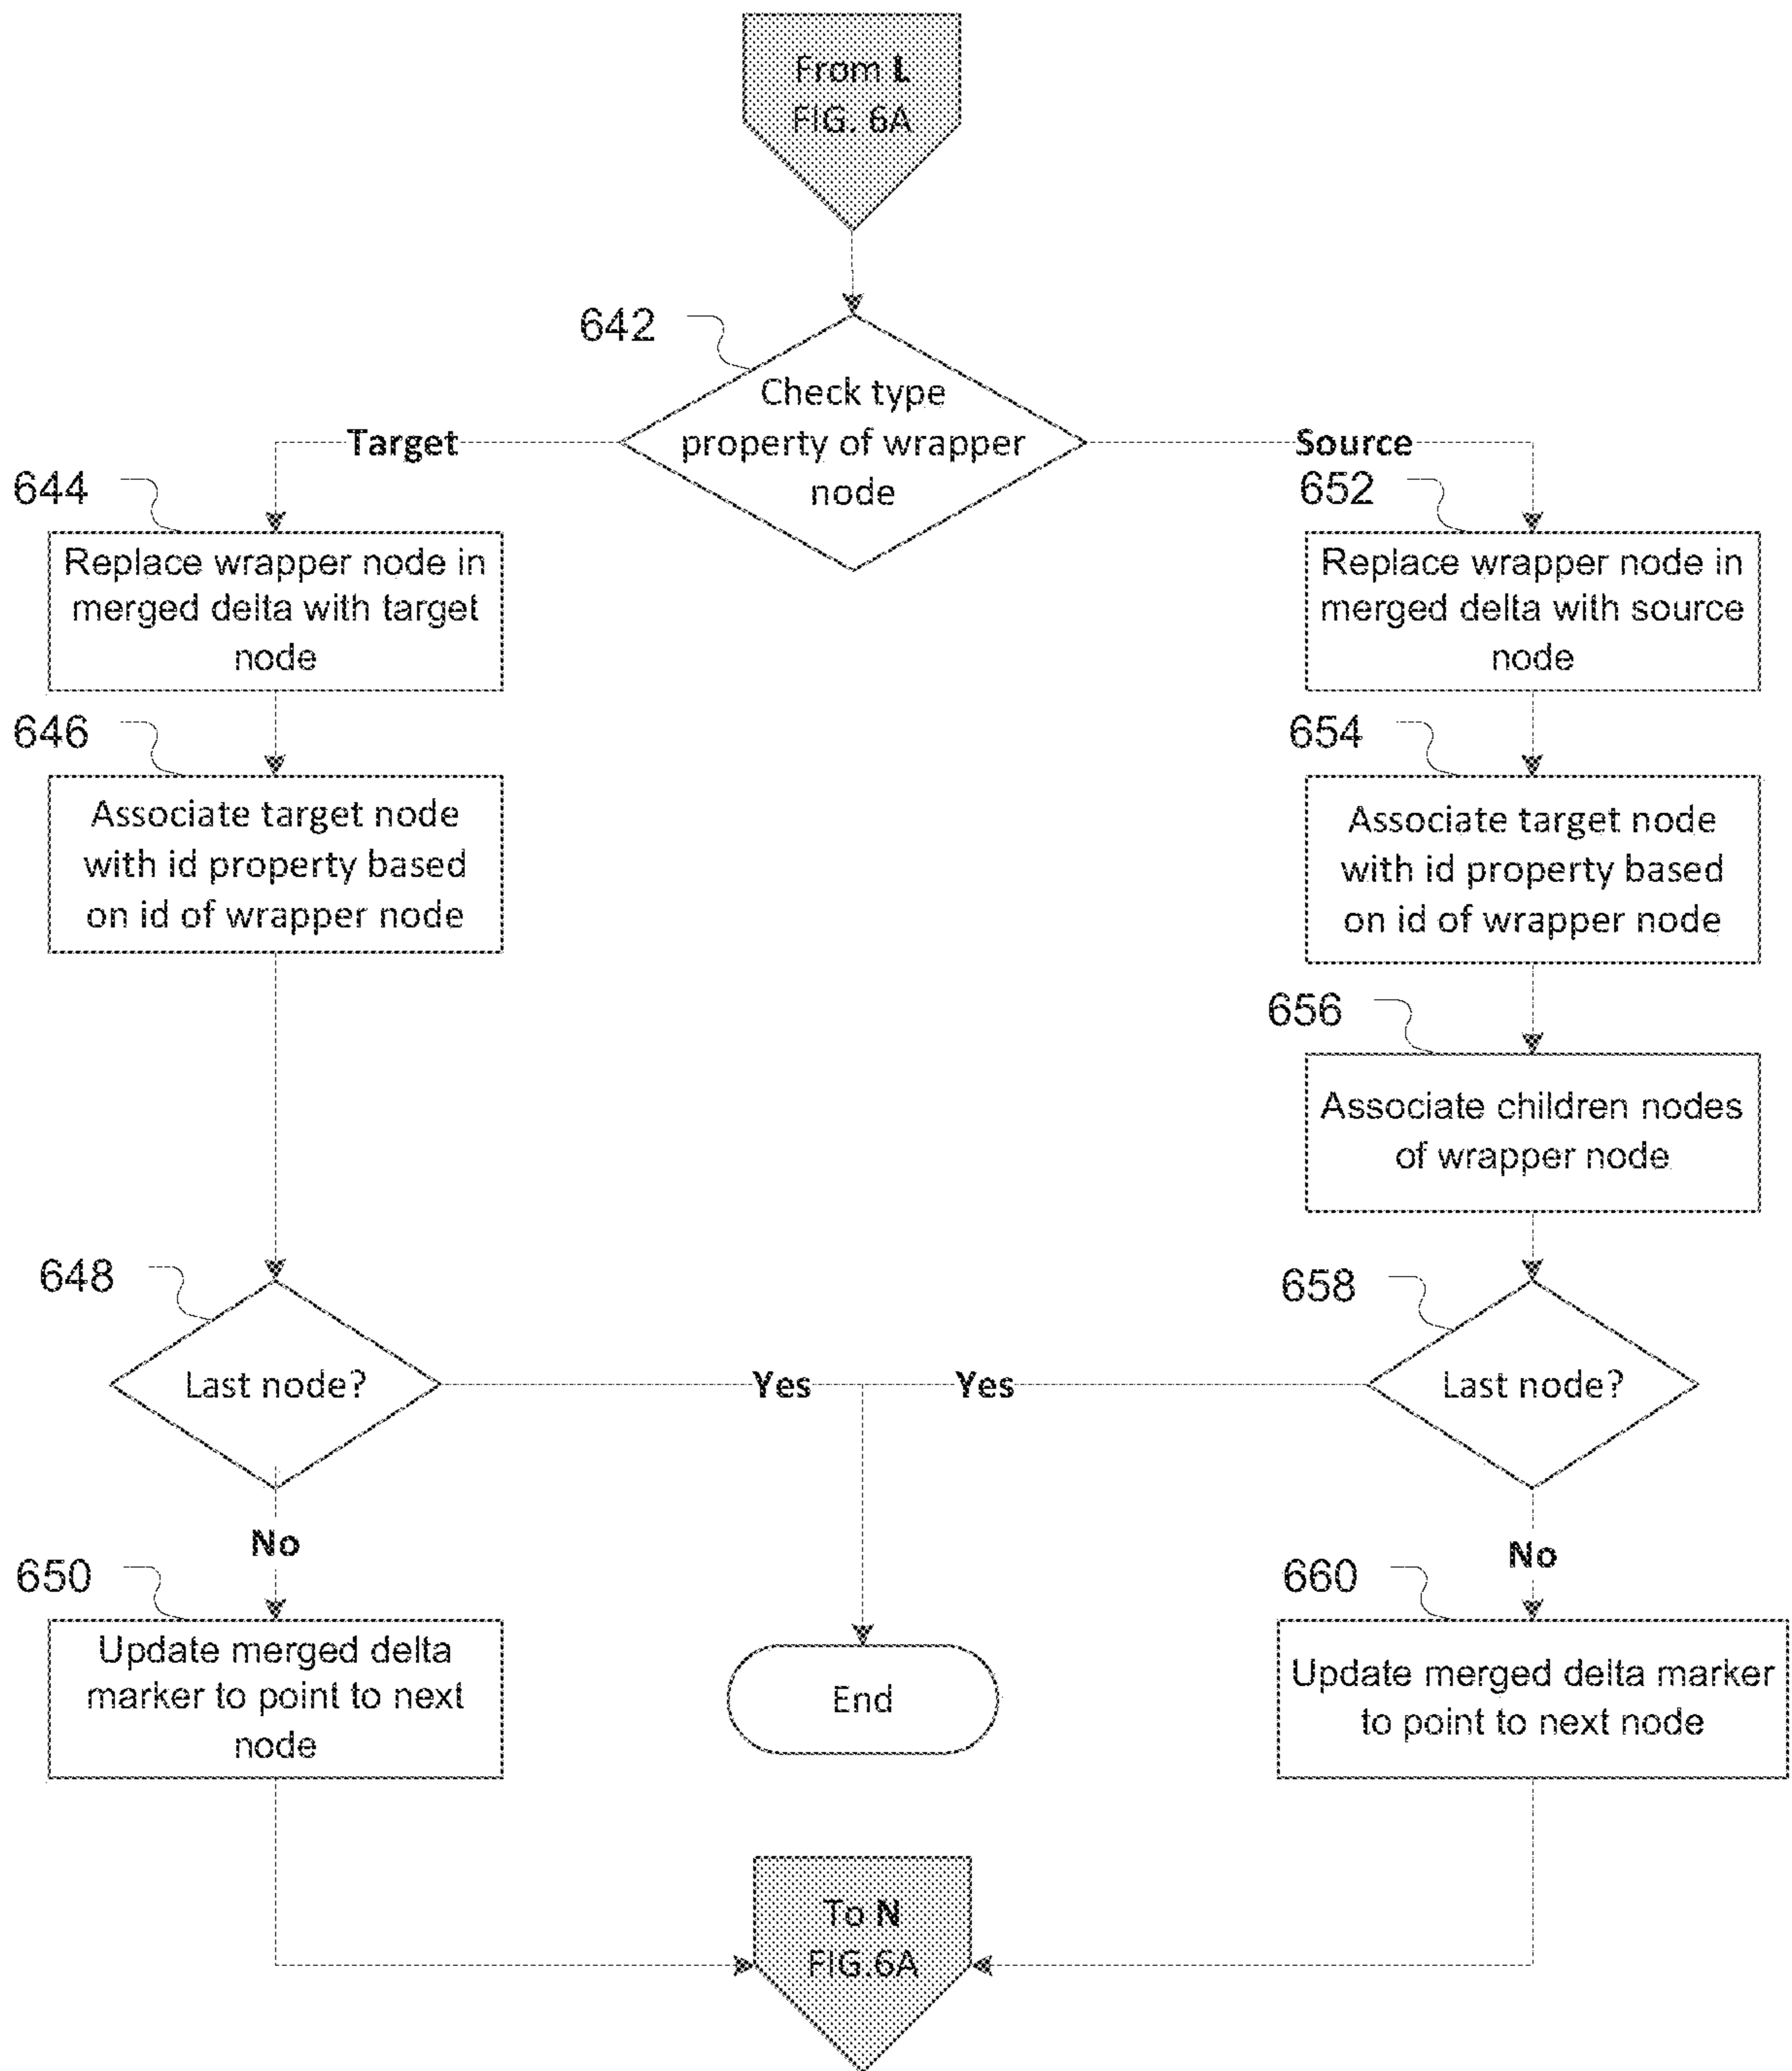 From L
FIG. 6A
642
Check type
property of wrapper
node
Target
Source
644
Replace wrapper node in
merged delta with target
node
652
Replace wrapper node in
merged delta with source
node
646
Associate target node
with id property based
on id of wrapper node
654
Associate target node
with id property based
on id of wrapper node
656
Associate children nodes
of wrapper node
648
Last node?
Yes
Yes
658
Last node?
No
No
650
Update merged delta
marker to point to next
node
End
660
Update merged delta marker
to point to next node
To N
FIG.6A